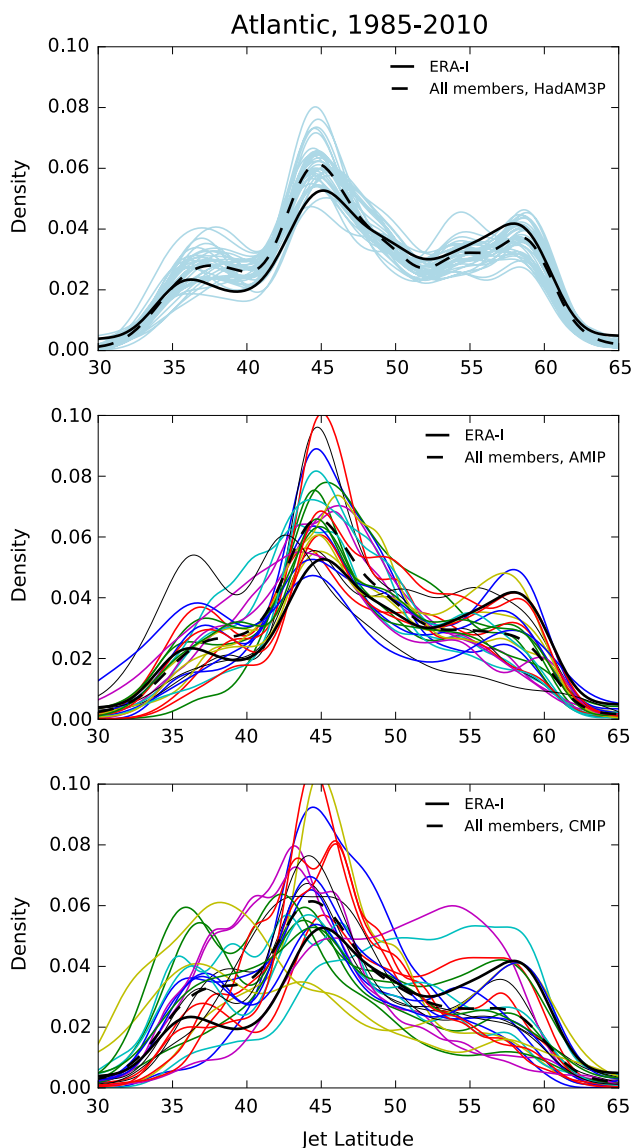 Atlantic, 1985-2010
0.10
ERA-I
All members, HadAM3P
0.08
0.06
Density
0.04
0.02
0.00
30 35 40 45 50 55 60 65
0.10
ERA-I
All members, AMIP
0.08
0.06
Density
0.04
0.02
0.00
30 35 40 45 50 55 60 65
0.10
ERA-I
All members, CMIP
0.08
0.06
Density
0.04
0.02
0.00
30 35 40 45 50 55 60 65
Jet Latitude